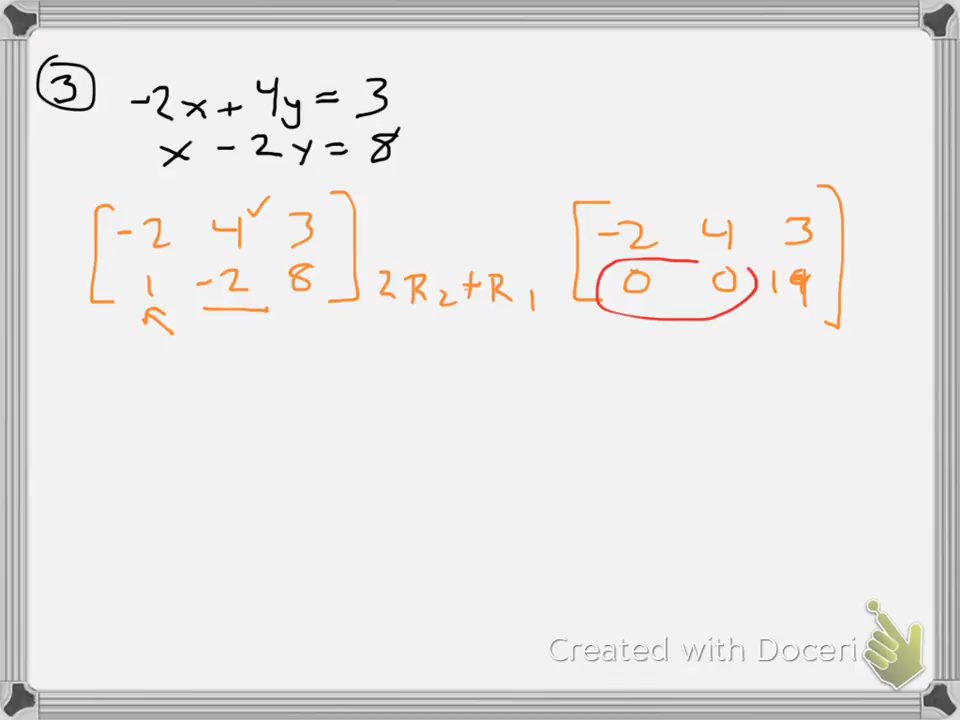 3 -2x + 4y = 3
x - 2y = 8
[ -2 4 ✓ 3 ] [ -2 4 3 ]
[ 1 -2 8 ] 2R₂ + R₁ [ 0 0 19 ]
Created with Doceri